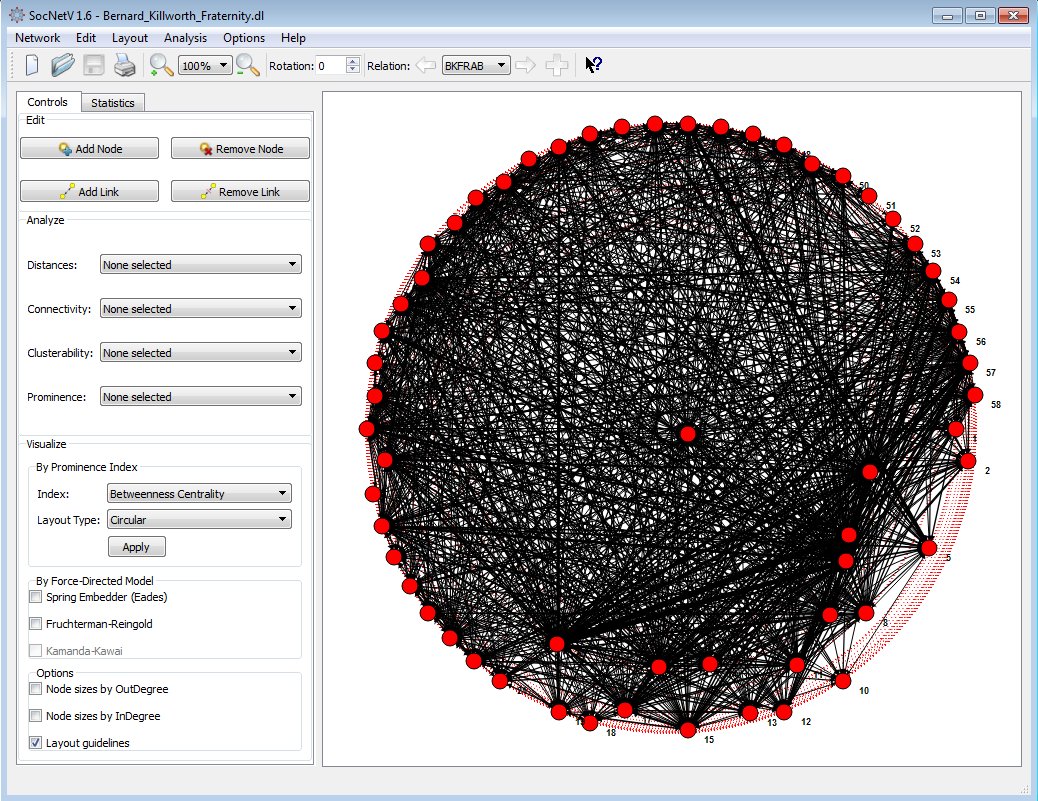 SocNetV 1.6 - Bernard_Killworth_Fraternity.dl
Network Edit Layout Analysis Options Help
100% Rotation: 0 Relation: BKFRAB
Controls Statistics
Edit
Add Node Remove Node
Add Link Remove Link
Analyze
Distances: None selected
Connectivity: None selected
Clusterability: None selected
Prominence: None selected
Visualize
By Prominence Index
Index: Betweenness Centrality
Layout Type: Circular
Apply
By Force-Directed Model
Spring Embedder (Eades)
Fruchterman-Reingold
Kamanda-Kawai
Options
Node sizes by OutDegree
Node sizes by InDegree
Layout guidelines
50
51
52
53
54
55
56
57
58
2
5
8
10
12
13
15
18